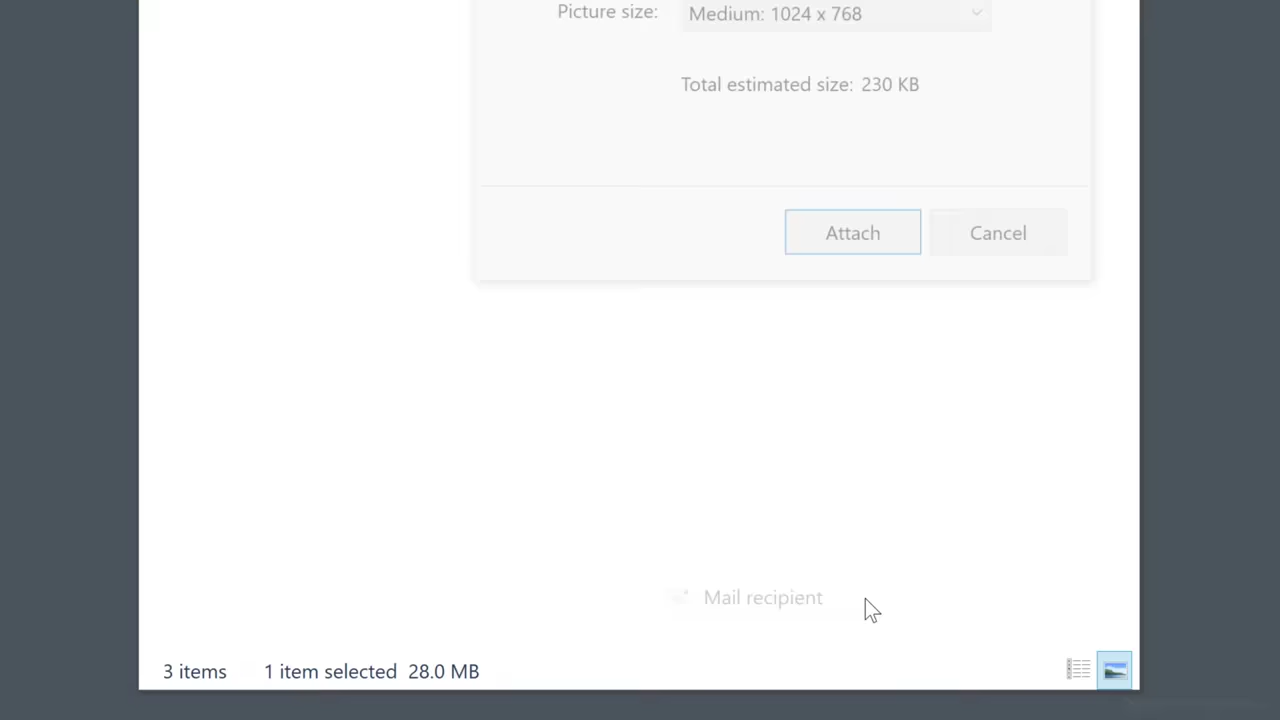 Picture size: Medium: 1024 x 768
Total estimated size: 230 KB
Attach Cancel
Mail recipient
3 items 1 item selected 28.0 MB